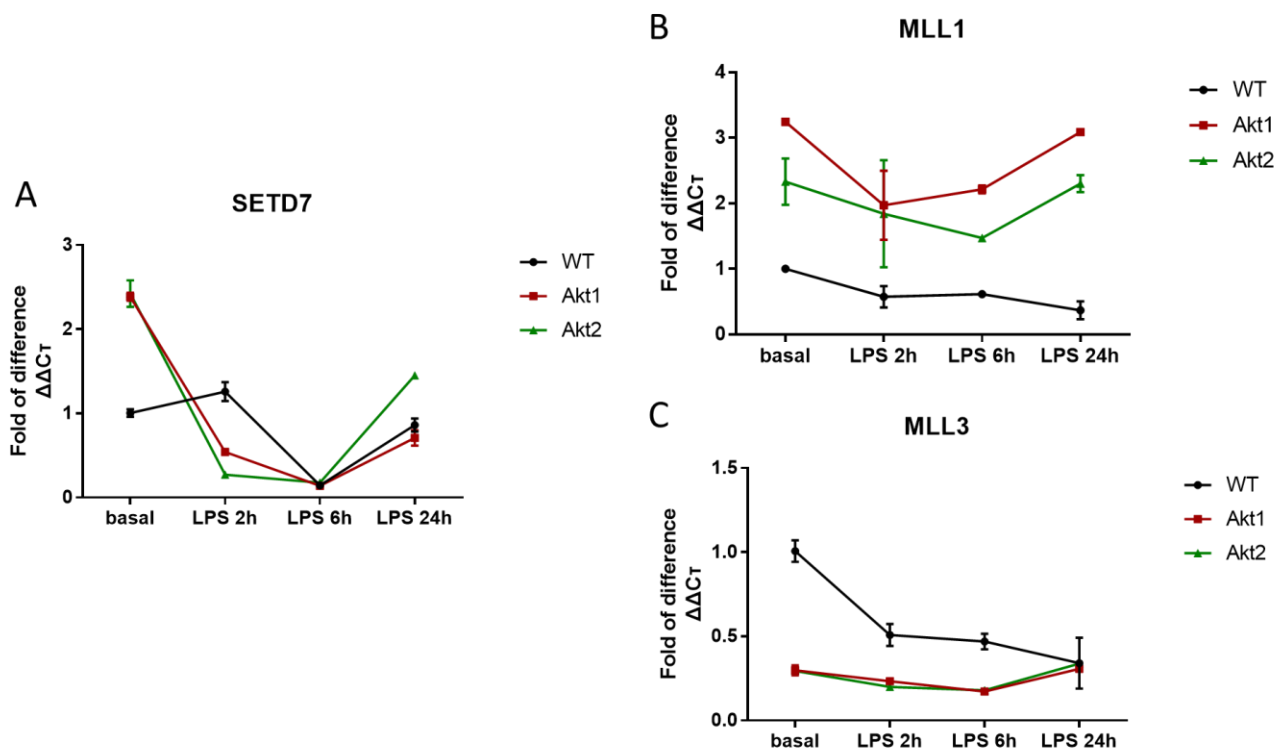 A
SETD7
Fold of difference
ΔΔCт
3
2
1
0
basal LPS 2h LPS 6h LPS 24h
WT
Akt1
Akt2
B
MLL1
Fold of difference
ΔΔCт
4
3
2
1
0
basal LPS 2h LPS 6h LPS 24h
WT
Akt1
Akt2
C
MLL3
Fold of difference
ΔΔCт
1.5
1.0
0.5
0.0
basal LPS 2h LPS 6h LPS 24h
WT
Akt1
Akt2